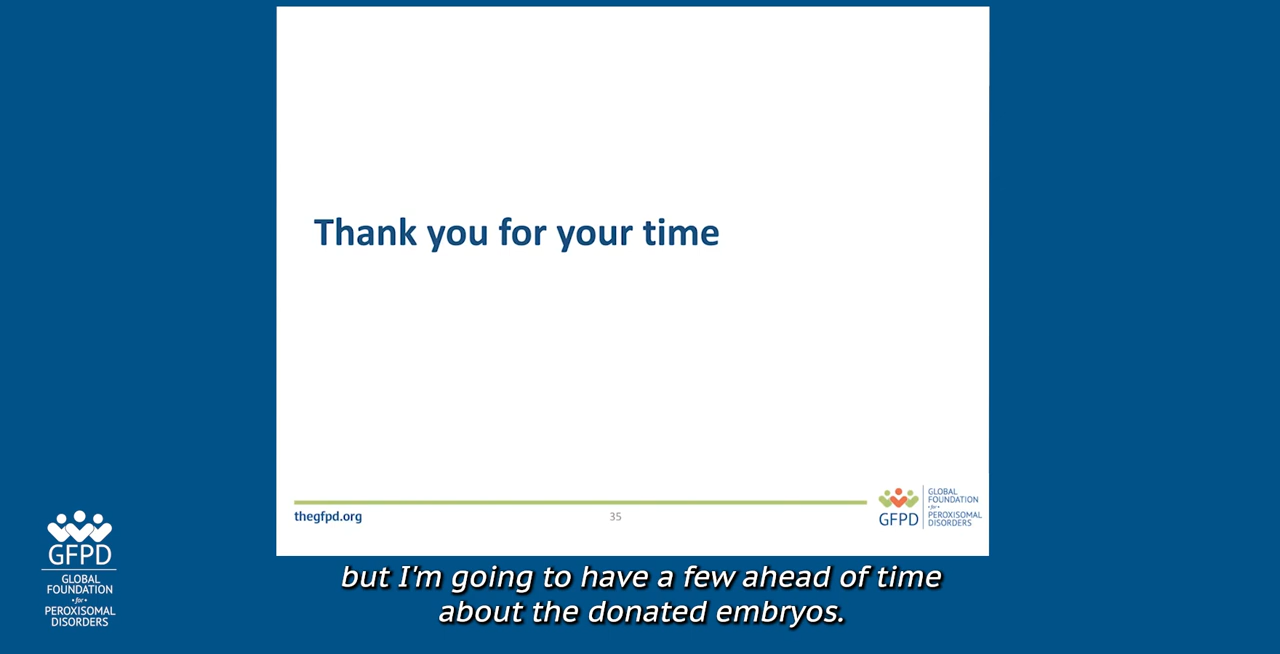 Thank you for your time
thegfpd.org
35
GFPD
GLOBAL
FOUNDATION
for
PEROXISOMAL
DISORDERS
GFPD
GLOBAL
FOUNDATION
for
PEROXISOMAL
DISORDERS
but I'm going to have a few ahead of time
about the donated embryos.